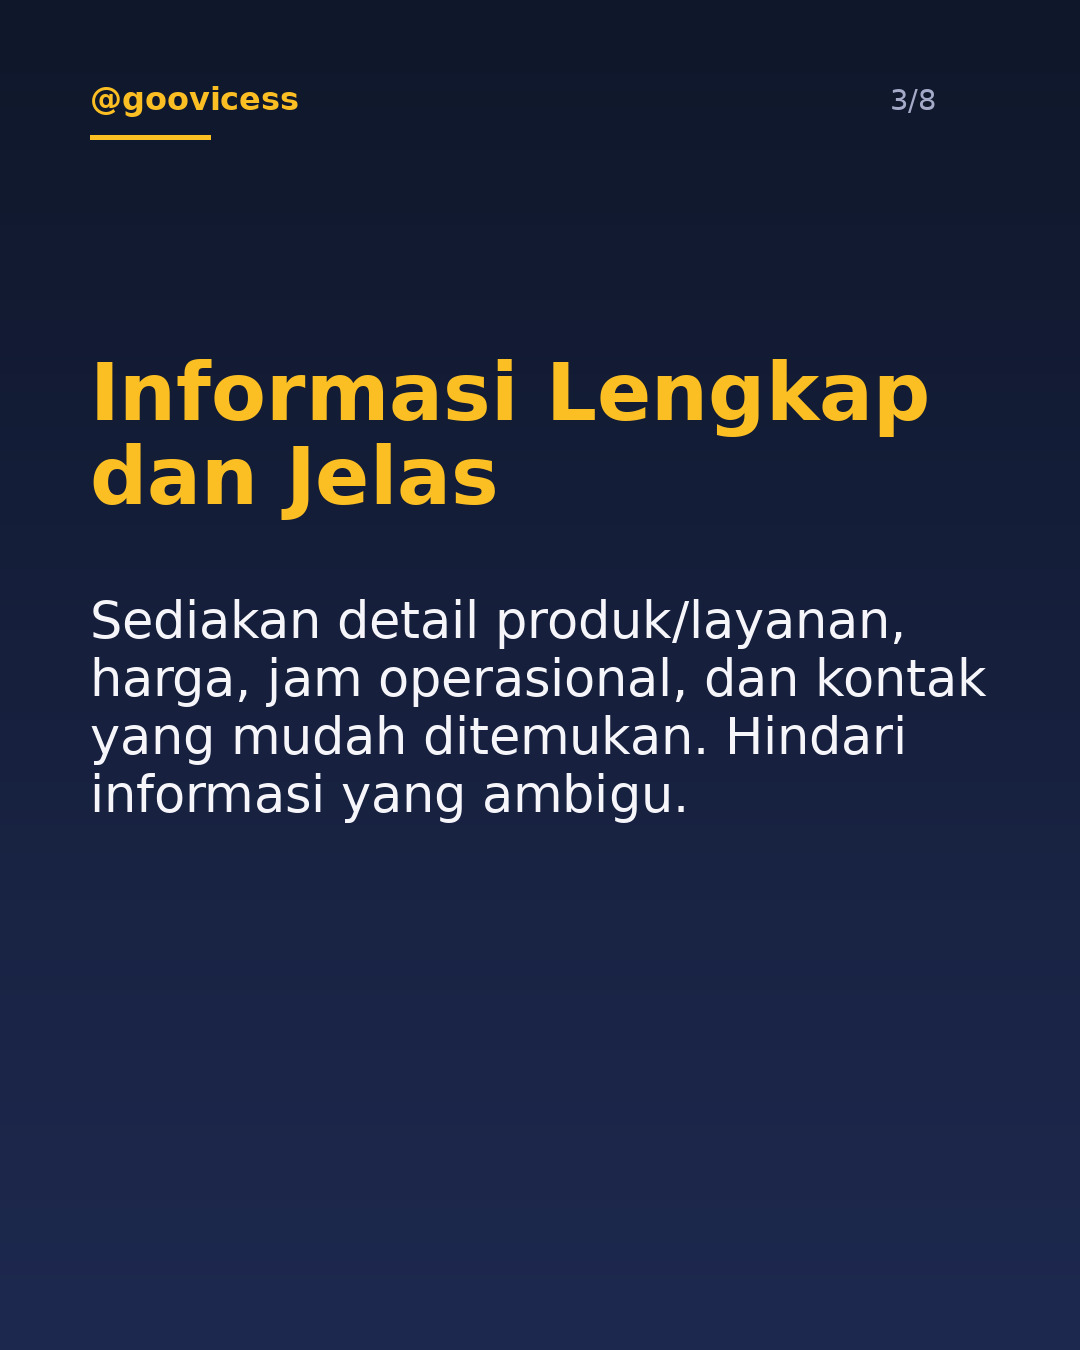 @goovicess
3/8
Informasi Lengkap
dan Jelas
Sediakan detail produk/layanan,
harga, jam operasional, dan kontak
yang mudah ditemukan. Hindari
informasi yang ambigu.